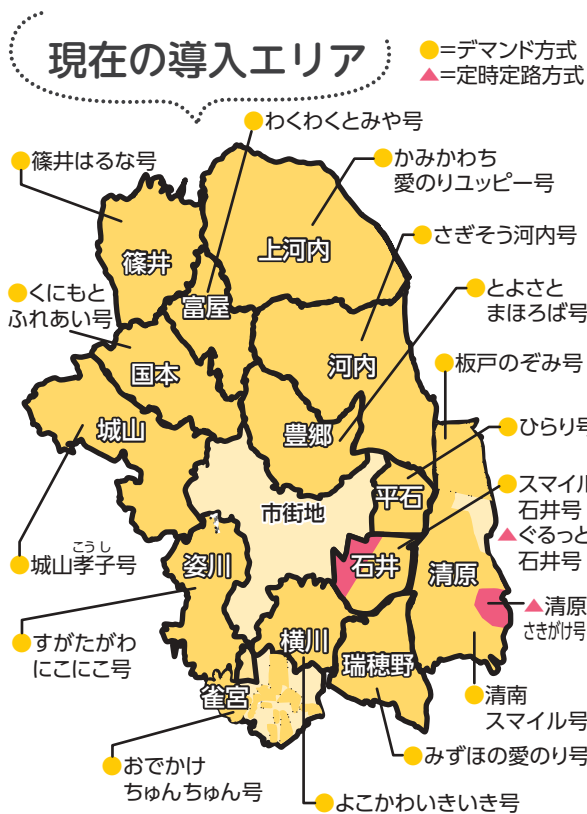 現在の導入エリア
●=デマンド方式
▲=定時定路方式
●わくわくとみや号
●篠井はるな号
●かみかわち
愛のりユッピー号
●さぎそう河内号
●くにもと
ふれあい号
●とよさと
まほろば号
●板戸のぞみ号
●ひらり号
●スマイル
石井号
▲ぐるっと
石井号
▲清原
さきがけ号
●清南
スマイル号
●みずほの愛のり号
●よこかわいきいき号
●おでかけ
ちゅんちゅん号
●すがたがわ
にこにこ号
こうし
●城山孝子号
篠井
上河内
富屋
国本
河内
城山
豊郷
市街地
平石
姿川
石井
清原
横川
瑞穂野
雀宮